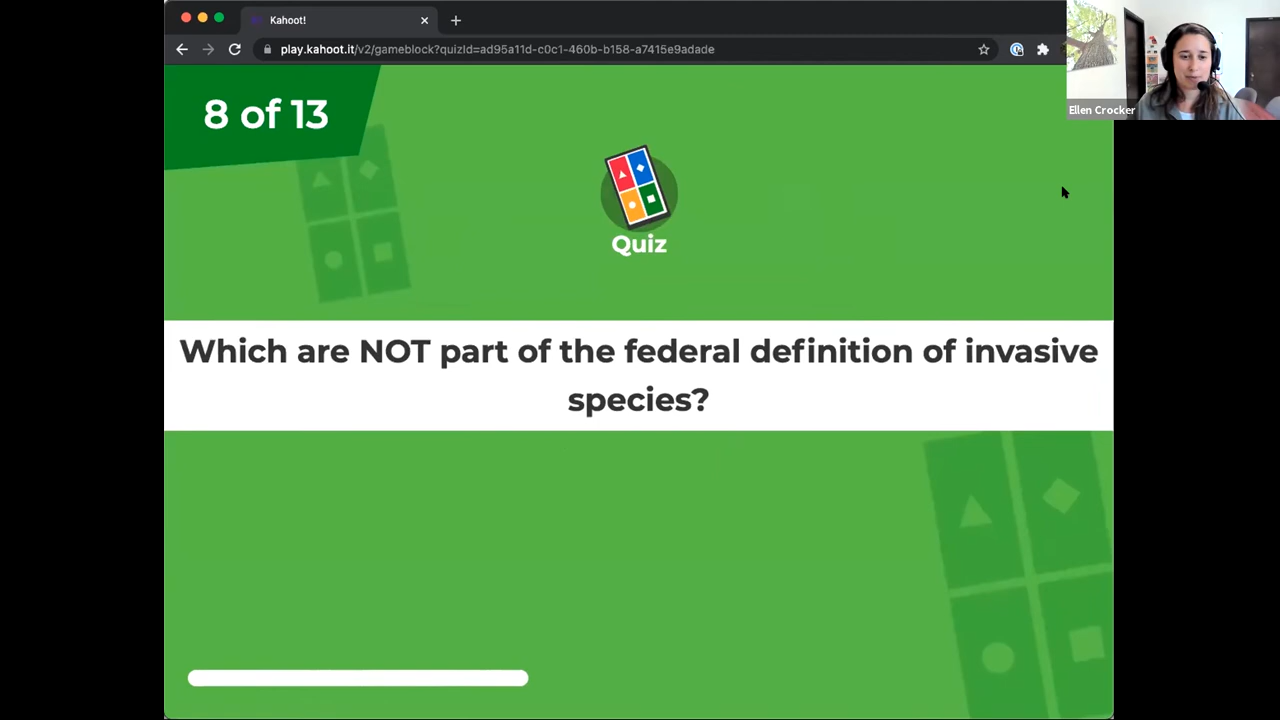 Kahoot!
play.kahoot.it/v2/gameblock?quizId=ad95a11d-c0c1-460b-b158-a7415e9adade
Ellen Crocker
8 of 13
Quiz
Which are NOT part of the federal definition of invasive
species?